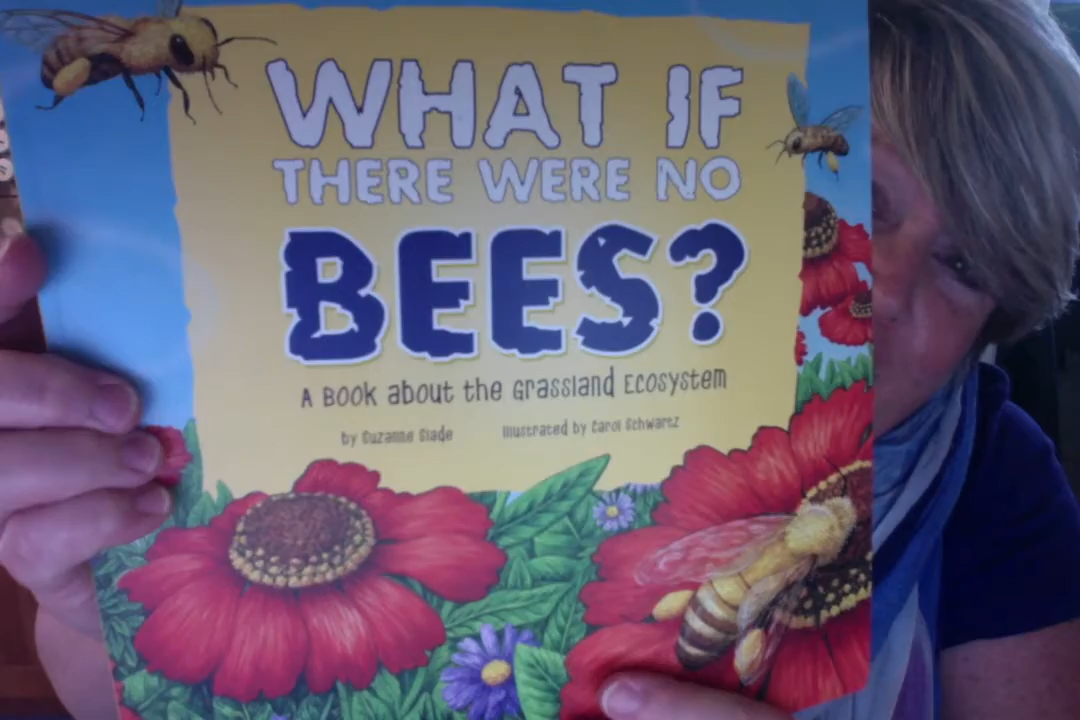 WHAT IF
THERE WERE NO
BEES?
A BOOK about the Grassland Ecosystem
by Suzanne Slade Illustrated by Carol Schwartz